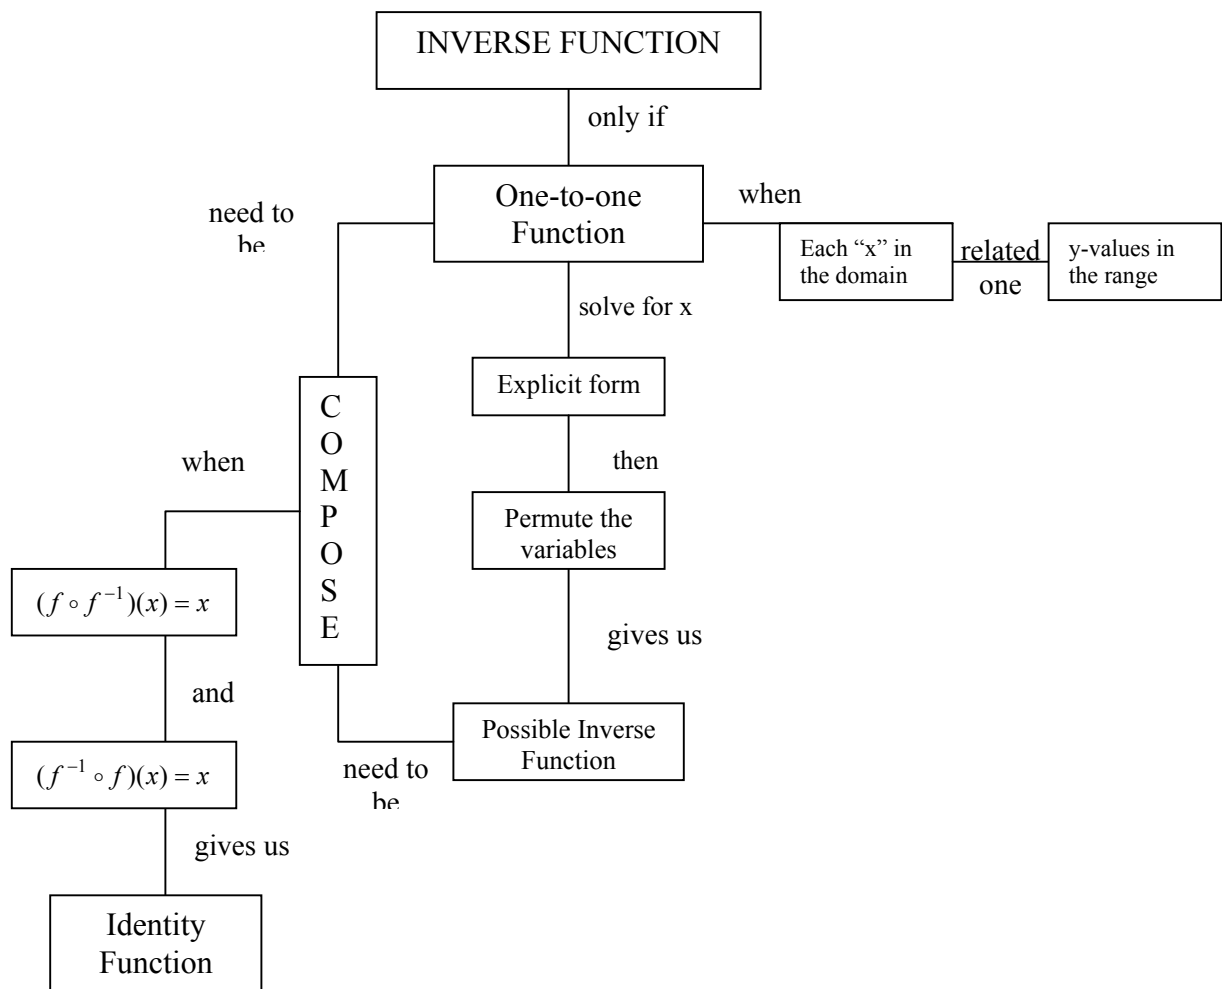 INVERSE FUNCTION
only if
One-to-one
Function
when
need to
be
Each “x” in
the domain
related
one
y-values in
the range
solve for x
Explicit form
C
O
M
P
O
S
E
when
then
Permute the
variables
(f ∘ f⁻¹)(x) = x
gives us
and
Possible Inverse
Function
(f⁻¹ ∘ f)(x) = x
need to
be
gives us
Identity
Function